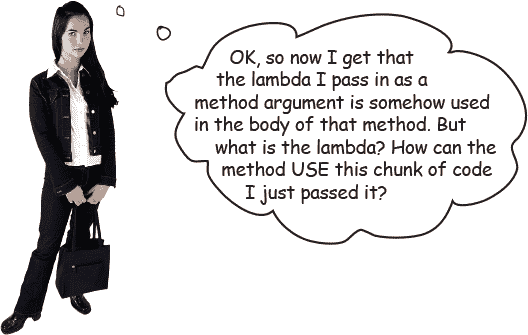 OK, so now I get that
the lambda I pass in as a
method argument is somehow used
in the body of that method. But
what is the lambda? How can the
method USE this chunk of code
I just passed it?